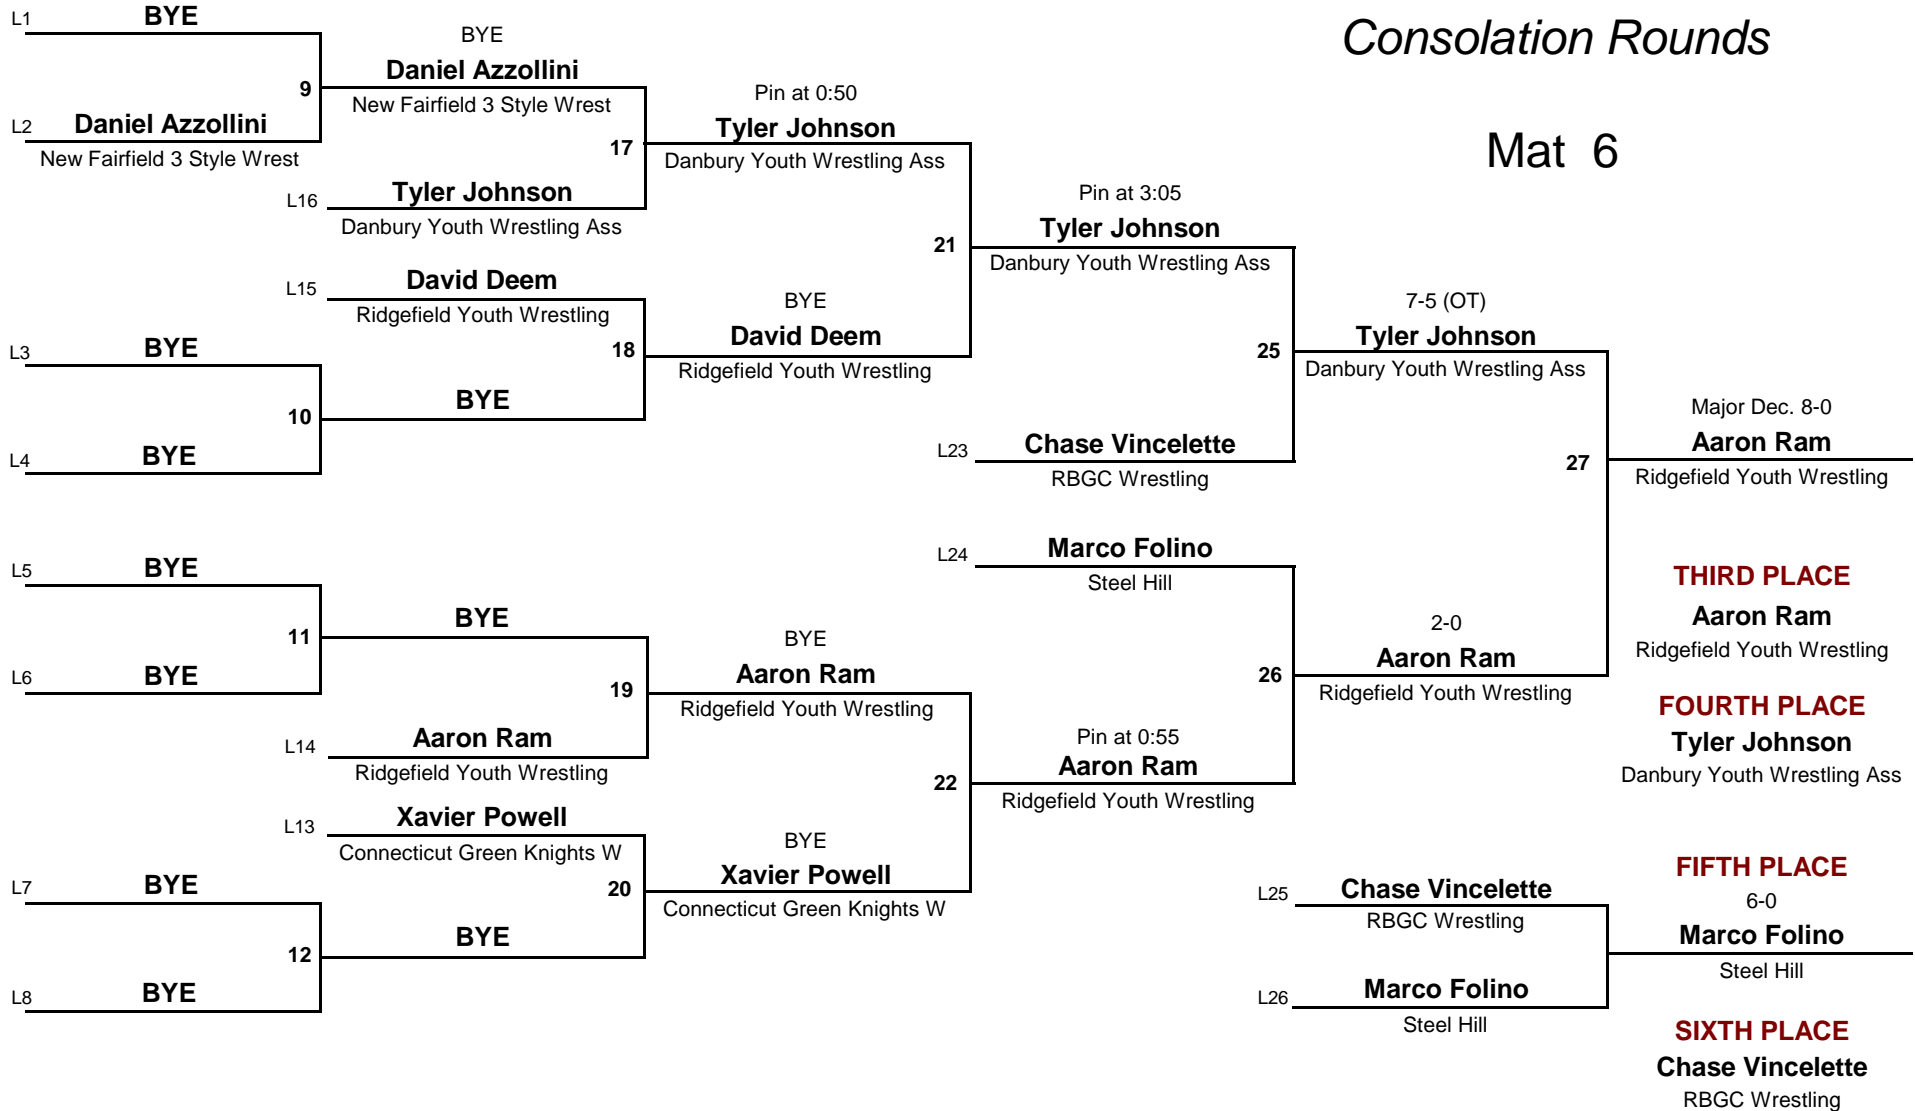 Consolation Rounds
Mat 6
L1 BYE
9
L2 Daniel Azzollini
New Fairfield 3 Style Wrest
BYE
Daniel Azzollini
New Fairfield 3 Style Wrest
17
L16 Tyler Johnson
Danbury Youth Wrestling Ass
Pin at 0:50
Tyler Johnson
Danbury Youth Wrestling Ass
L15 David Deem
Ridgefield Youth Wrestling
18
L3 BYE
10
L4 BYE
BYE
BYE
David Deem
Ridgefield Youth Wrestling
21
Pin at 3:05
Tyler Johnson
Danbury Youth Wrestling Ass
25
L23 Chase Vincelette
RBGC Wrestling
7-5 (OT)
Tyler Johnson
Danbury Youth Wrestling Ass
27
Major Dec. 8-0
Aaron Ram
Ridgefield Youth Wrestling
L5 BYE
11
L6 BYE
BYE
19
L14 Aaron Ram
Ridgefield Youth Wrestling
BYE
Aaron Ram
Ridgefield Youth Wrestling
L13 Xavier Powell
Connecticut Green Knights W
20
L7 BYE
12
L8 BYE
BYE
BYE
Xavier Powell
Connecticut Green Knights W
22
Pin at 0:55
Aaron Ram
Ridgefield Youth Wrestling
L24 Marco Folino
Steel Hill
26
2-0
Aaron Ram
Ridgefield Youth Wrestling
THIRD PLACE
Aaron Ram
Ridgefield Youth Wrestling
FOURTH PLACE
Tyler Johnson
Danbury Youth Wrestling Ass
L25 Chase Vincelette
RBGC Wrestling
L26 Marco Folino
Steel Hill
FIFTH PLACE
6-0
Marco Folino
Steel Hill
SIXTH PLACE
Chase Vincelette
RBGC Wrestling